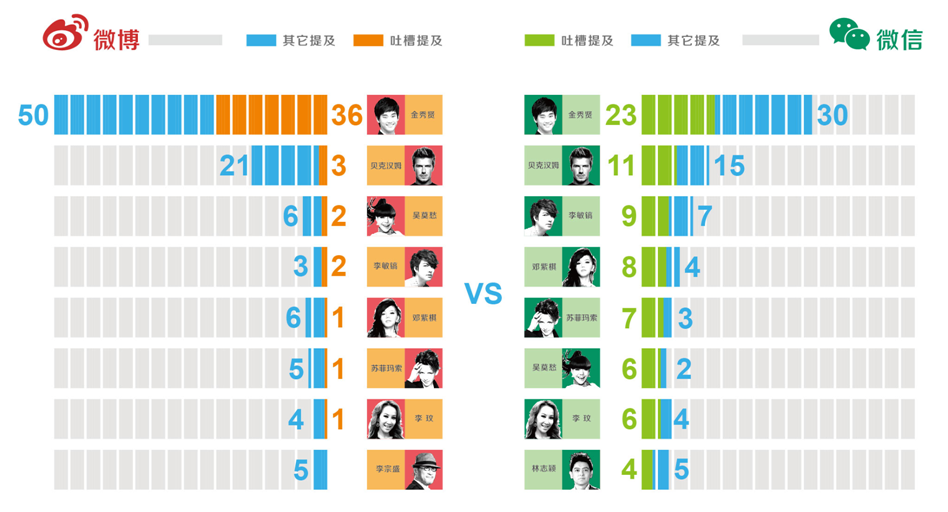 微博
其它提及
吐槽提及
吐槽提及
其它提及
微信
50
36
金秀贤
金秀贤
23
30
21
3
贝克汉姆
贝克汉姆
11
15
6
2
吴莫愁
李敏镐
9
7
3
2
李敏镐
邓紫棋
8
4
VS
6
1
邓紫棋
苏菲玛索
7
3
5
1
苏菲玛索
吴莫愁
6
2
4
1
李 玟
李 玟
6
4
5
李宗盛
林志颖
4
5